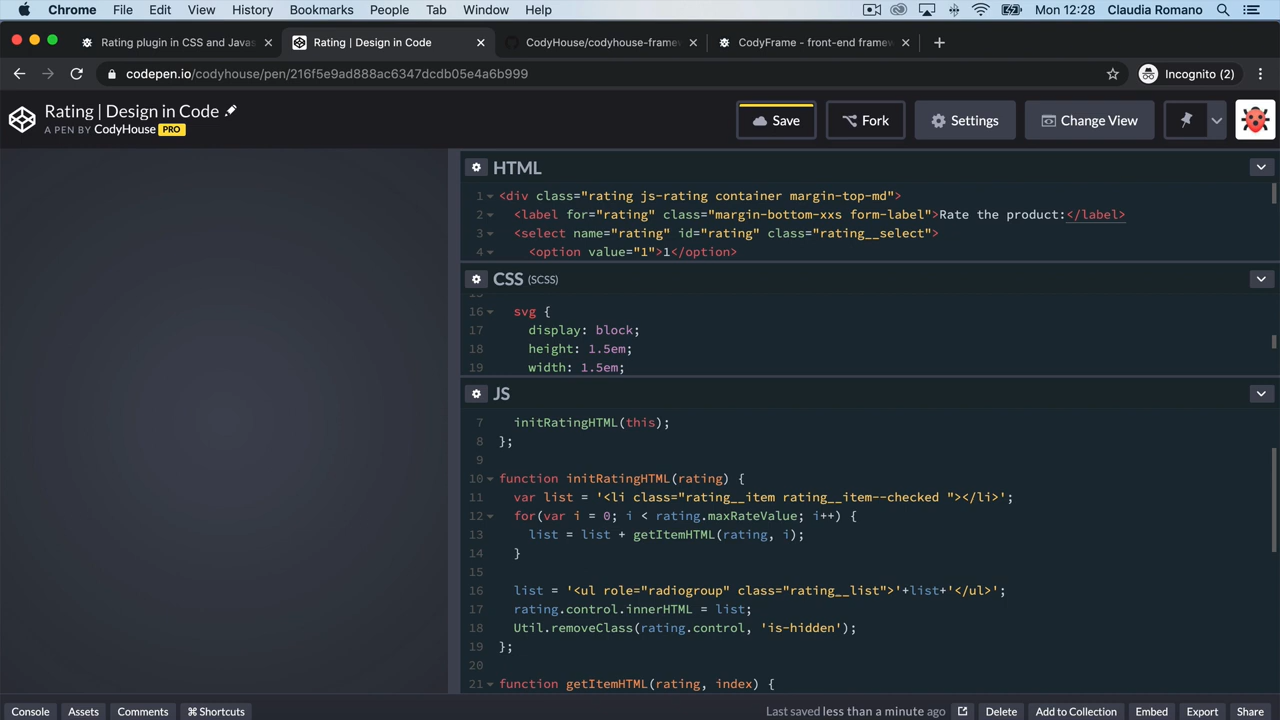 Chrome File Edit View History Bookmarks People Tab Window Help Mon 12:28 Claudia Romano
Rating plugin in CSS and Javas Rating | Design in Code CodyHouse/codyhouse-frame CodyFrame - front-end framew
codepen.io/codyhouse/pen/216f5e9ad888ac6347dcdb05e4a6b999 Incognito (2)
Rating | Design in Code
A PEN BY CodyHouse PRO
Save Fork Settings Change View
HTML
1 <div class="rating js-rating container margin-top-md">
2 <label for="rating" class="margin-bottom-xxs form-label">Rate the product:</label>
3 <select name="rating" id="rating" class="rating__select">
4 <option value="1">1</option>
CSS (SCSS)
15
16 svg {
17 display: block;
18 height: 1.5em;
19 width: 1.5em;
JS
7 initRatingHTML(this);
8 };
9
10 function initRatingHTML(rating) {
11 var list = '<li class="rating__item rating__item--checked "></li>';
12 for(var i = 0; i < rating.maxRateValue; i++) {
13 list = list + getItemHTML(rating, i);
14 }
15
16 list = '<ul role="radiogroup" class="rating__list">'+list+'</ul>';
17 rating.control.innerHTML = list;
18 Util.removeClass(rating.control, 'is-hidden');
19 };
20
21 function getItemHTML(rating, index) {
Console Assets Comments ⌘ Shortcuts Last saved less than a minute ago Delete Add to Collection Embed Export Share